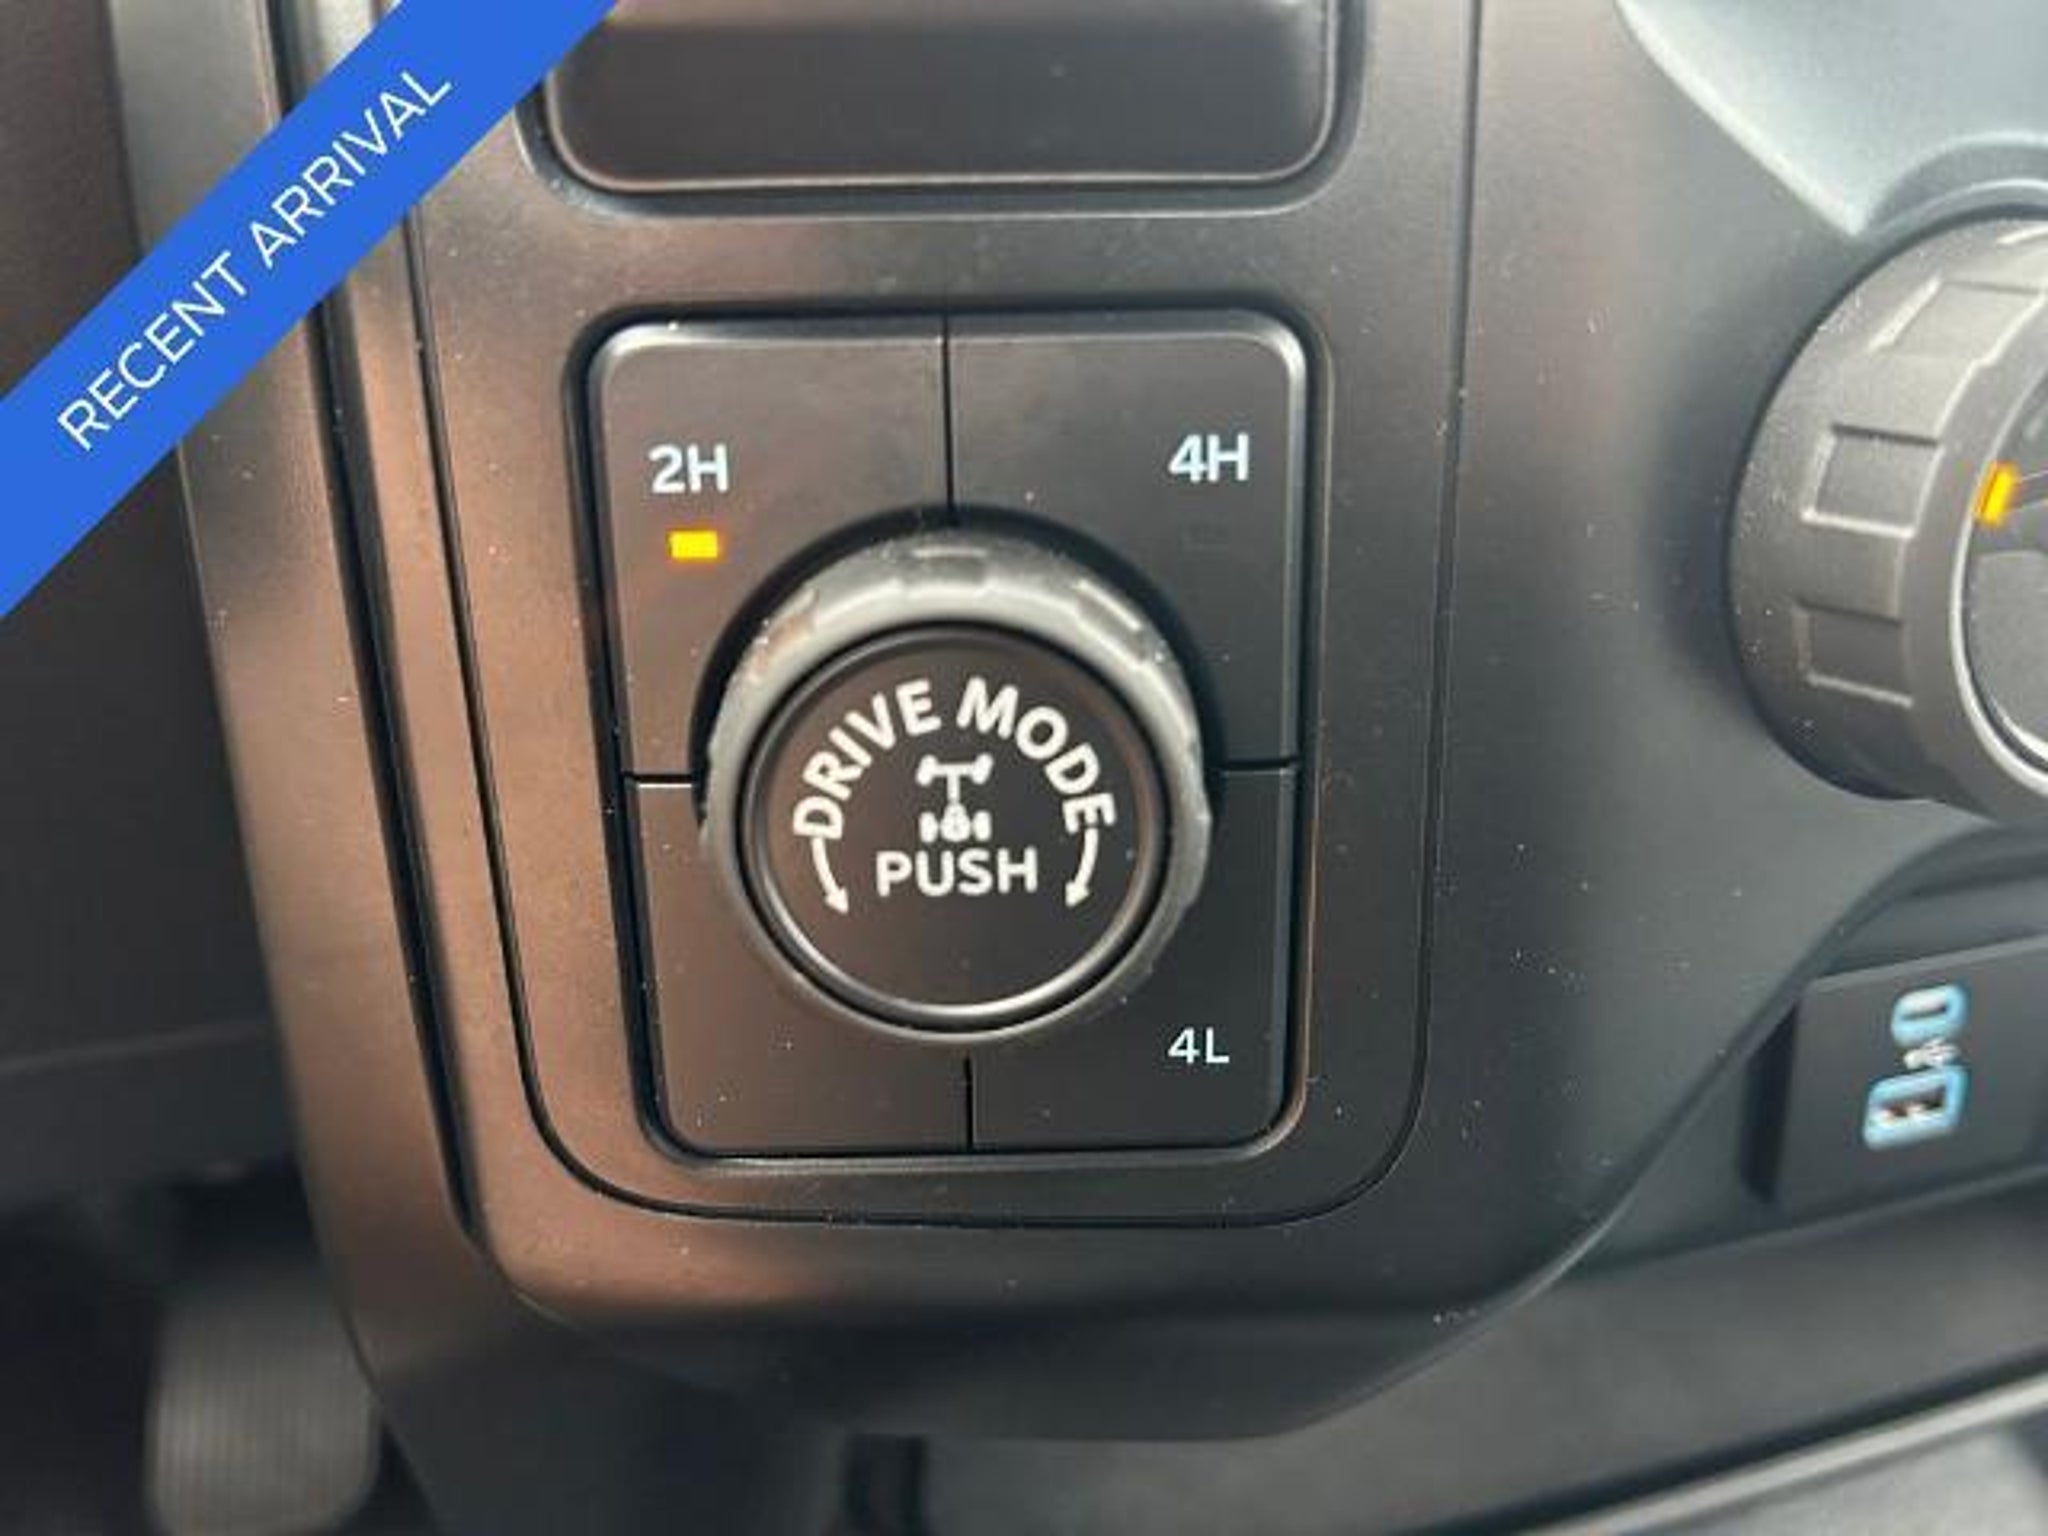 RECENT ARRIVAL
2H
4H
DRIVE MODE
PUSH
4L